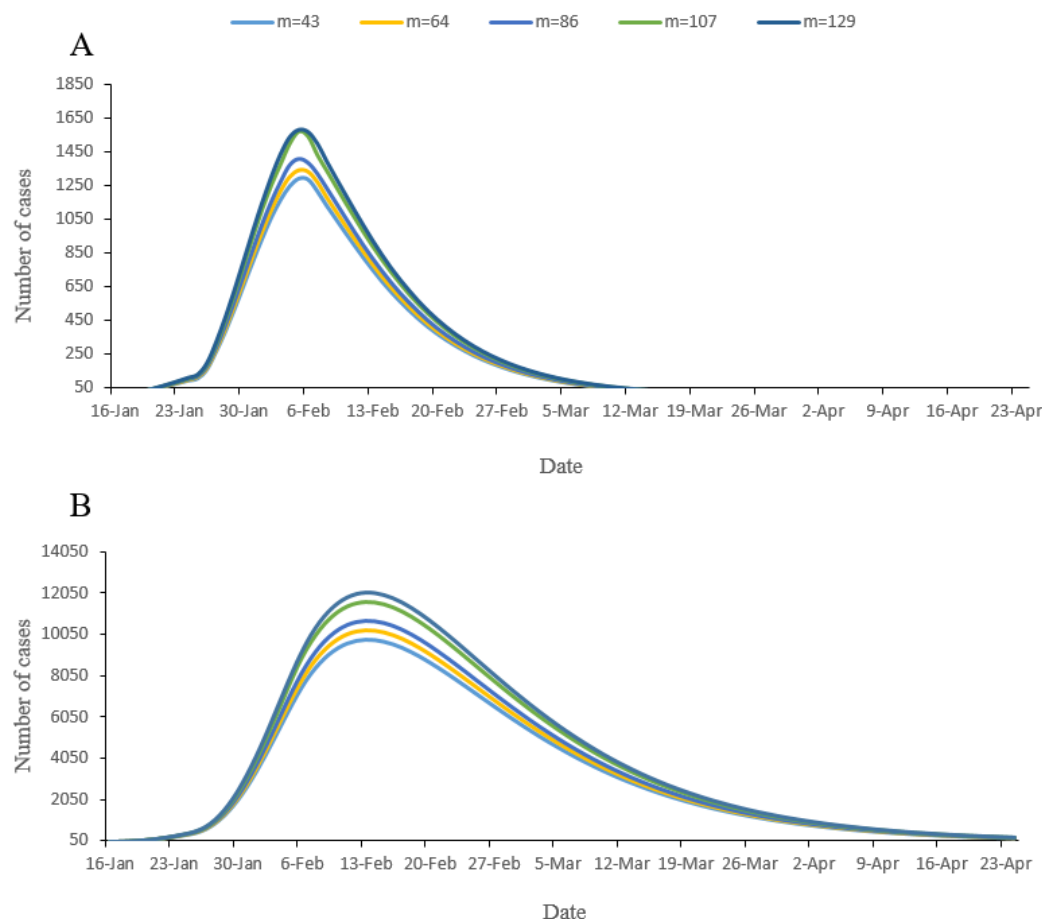 m=43 m=64 m=86 m=107 m=129
A
1850
1650
1450
1250
1050
850
650
450
250
50
Number of cases
16-Jan 23-Jan 30-Jan 6-Feb 13-Feb 20-Feb 27-Feb 5-Mar 12-Mar 19-Mar 26-Mar 2-Apr 9-Apr 16-Apr 23-Apr
Date
B
14050
12050
10050
8050
6050
4050
2050
50
Number of cases
16-Jan 23-Jan 30-Jan 6-Feb 13-Feb 20-Feb 27-Feb 5-Mar 12-Mar 19-Mar 26-Mar 2-Apr 9-Apr 16-Apr 23-Apr
Date